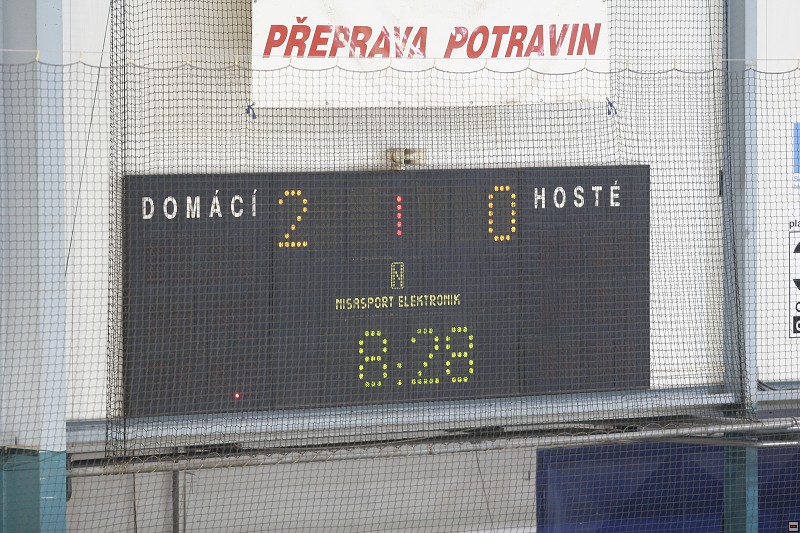 PŘEPRAVA POTRAVIN
DOMÁCÍ 2 1 0 HOSTÉ
N
NISASPORT ELEKTRONIK
8:28